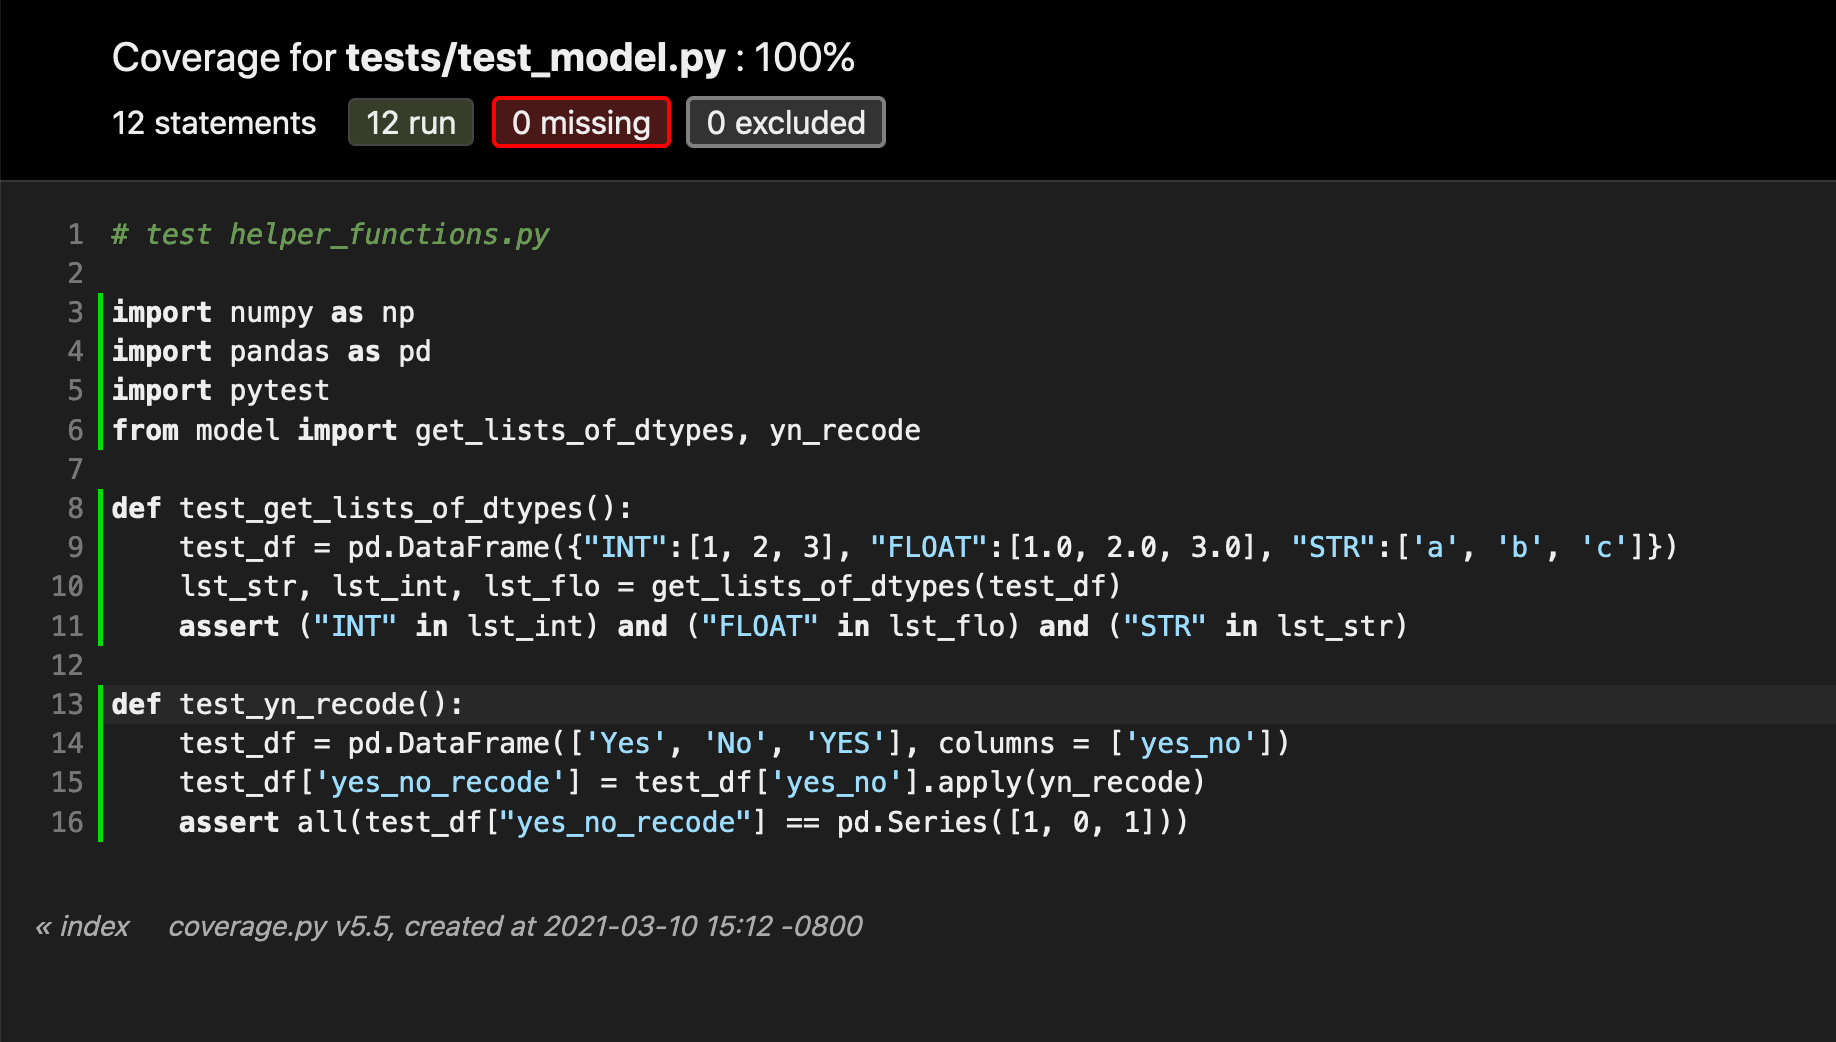 Coverage for tests/test_model.py : 100%
12 statements 12 run 0 missing 0 excluded
1 # test helper_functions.py
2
3 import numpy as np
4 import pandas as pd
5 import pytest
6 from model import get_lists_of_dtypes, yn_recode
7
8 def test_get_lists_of_dtypes():
9     test_df = pd.DataFrame({"INT":[1, 2, 3], "FLOAT":[1.0, 2.0, 3.0], "STR":['a', 'b', 'c']})
10     lst_str, lst_int, lst_flo = get_lists_of_dtypes(test_df)
11     assert ("INT" in lst_int) and ("FLOAT" in lst_flo) and ("STR" in lst_str)
12
13 def test_yn_recode():
14     test_df = pd.DataFrame(['Yes', 'No', 'YES'], columns = ['yes_no'])
15     test_df['yes_no_recode'] = test_df['yes_no'].apply(yn_recode)
16     assert all(test_df["yes_no_recode"] == pd.Series([1, 0, 1]))
« index coverage.py v5.5, created at 2021-03-10 15:12 -0800